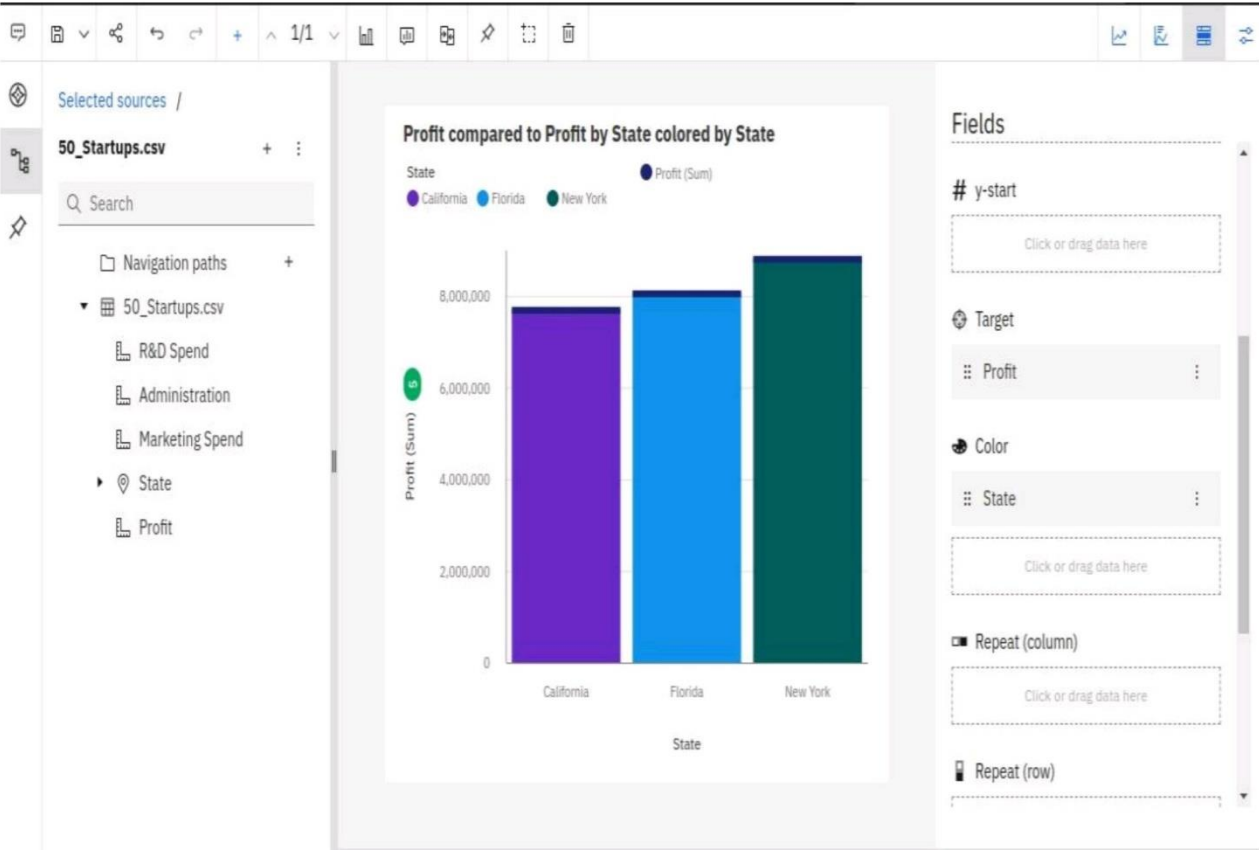 1/1
Selected sources /
50_Startups.csv
Search
Navigation paths
50_Startups.csv
R&D Spend
Administration
Marketing Spend
State
Profit
Profit compared to Profit by State colored by State
State
Profit (Sum)
California Florida New York
8,000,000
6,000,000
4,000,000
2,000,000
0
Profit (Sum) 5
California Florida New York
State
Fields
# y-start
Click or drag data here
Target
Profit
Color
State
Click or drag data here
Repeat (column)
Click or drag data here
Repeat (row)